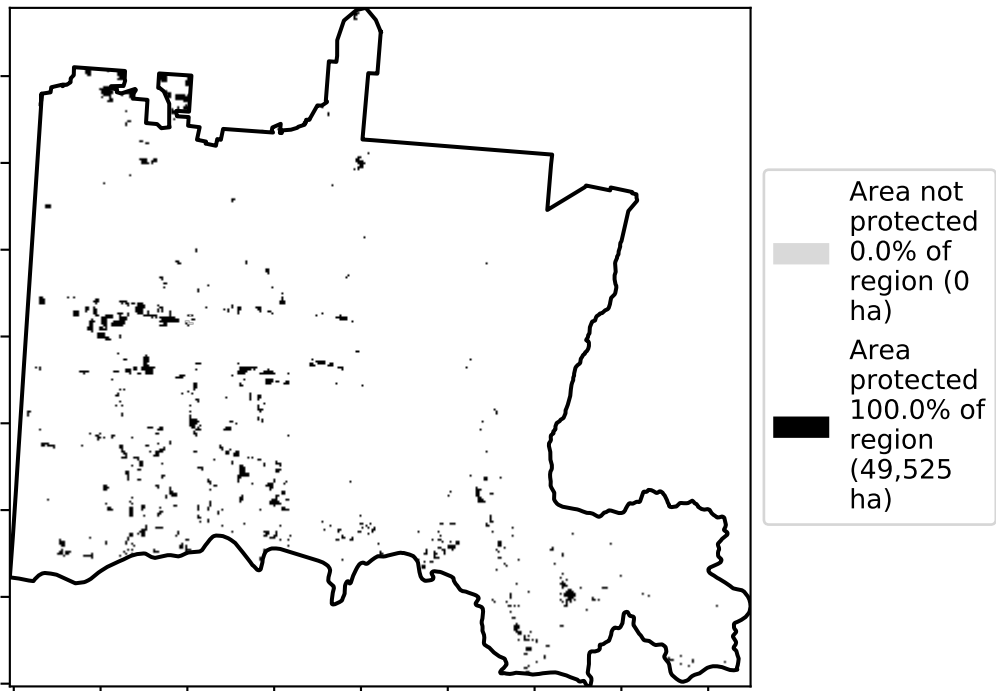 Area not
protected
0.0% of
region (0
ha)
Area
protected
100.0% of
region
(49,525
ha)